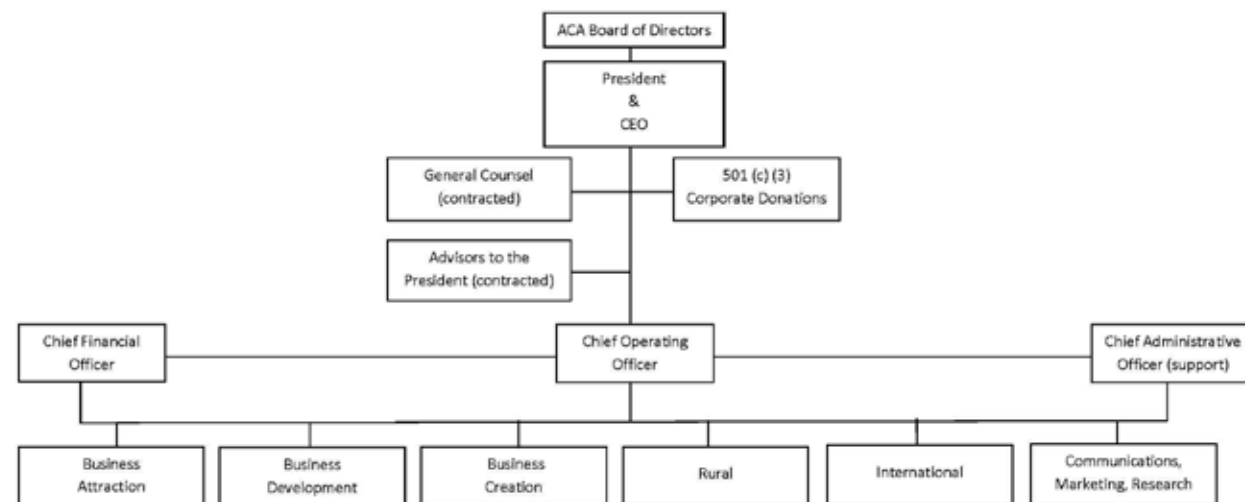 ACA Board of Directors
President
&
CEO
General Counsel
(contracted)
501 (c) (3)
Corporate Donations
Advisors to the
President (contracted)
Chief Financial
Officer
Chief Operating
Officer
Chief Administrative
Officer (support)
Business
Attraction
Business
Development
Business
Creation
Rural
International
Communications,
Marketing, Research